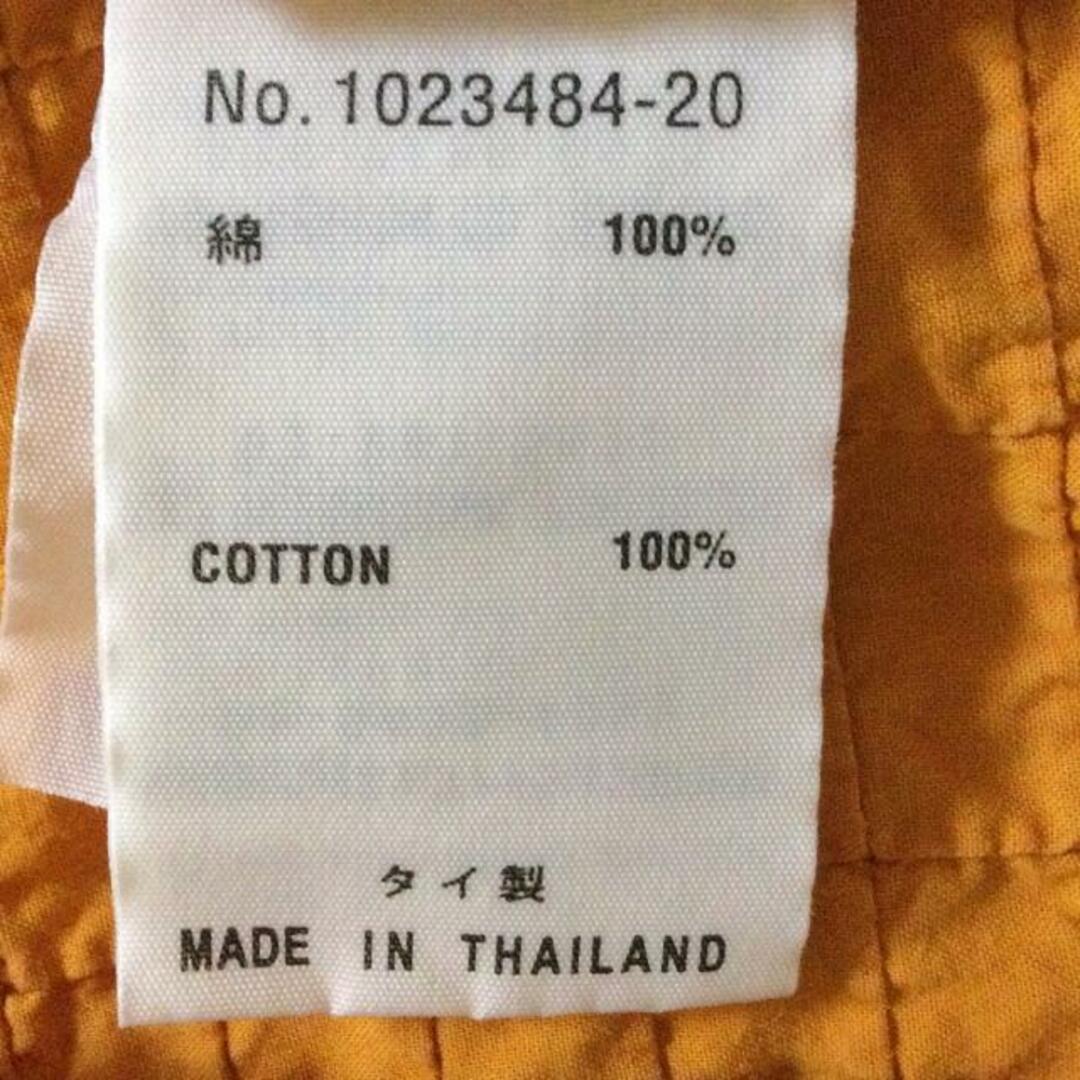 No. 1023484-20
綿 100%
COTTON 100%
タイ製
MADE IN THAILAND